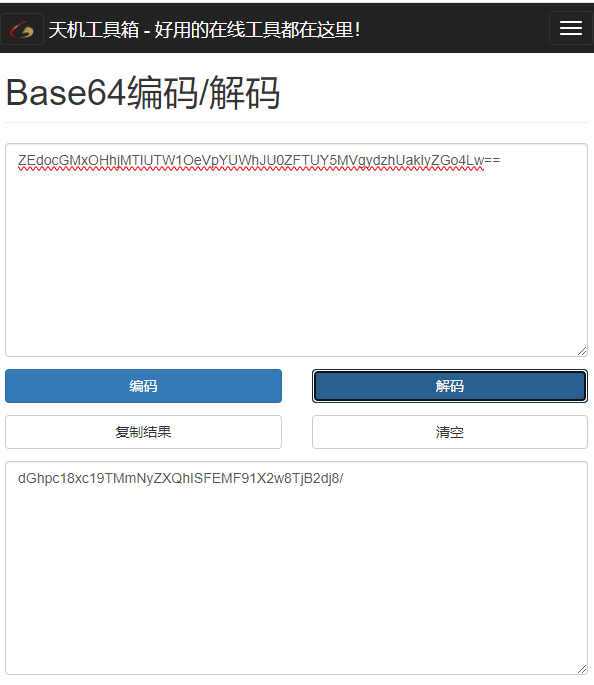 天机工具箱 - 好用的在线工具都在这里!
Base64编码/解码
ZEdocGMxOHhjMTlUTW1OeVpYUWhJU0ZFTUY5MVgydzhUakIyZGo4Lw==
编码
解码
复制结果
清空
dGhpc18xc19TMmNyZXQhISFEMF91X2w8TjB2dj8/